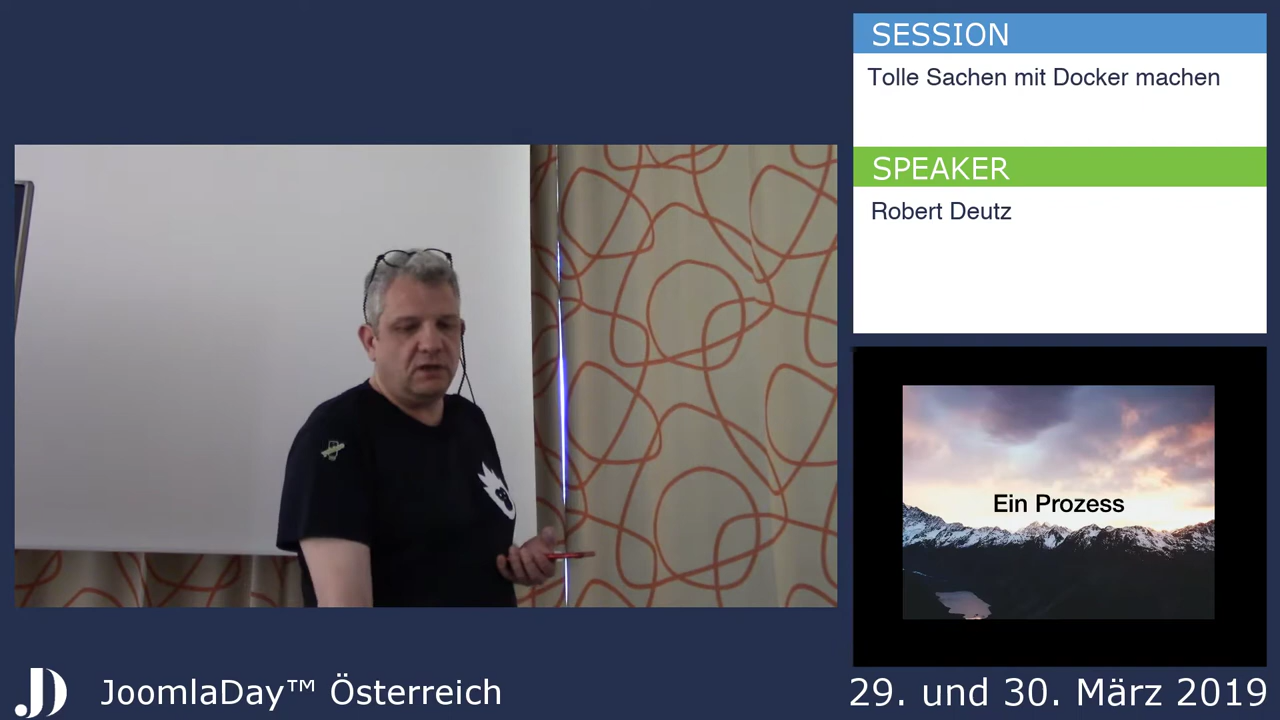 SESSION
Tolle Sachen mit Docker machen
SPEAKER
Robert Deutz
Ein Prozess
JoomlaDay™ Österreich
29. und 30. März 2019